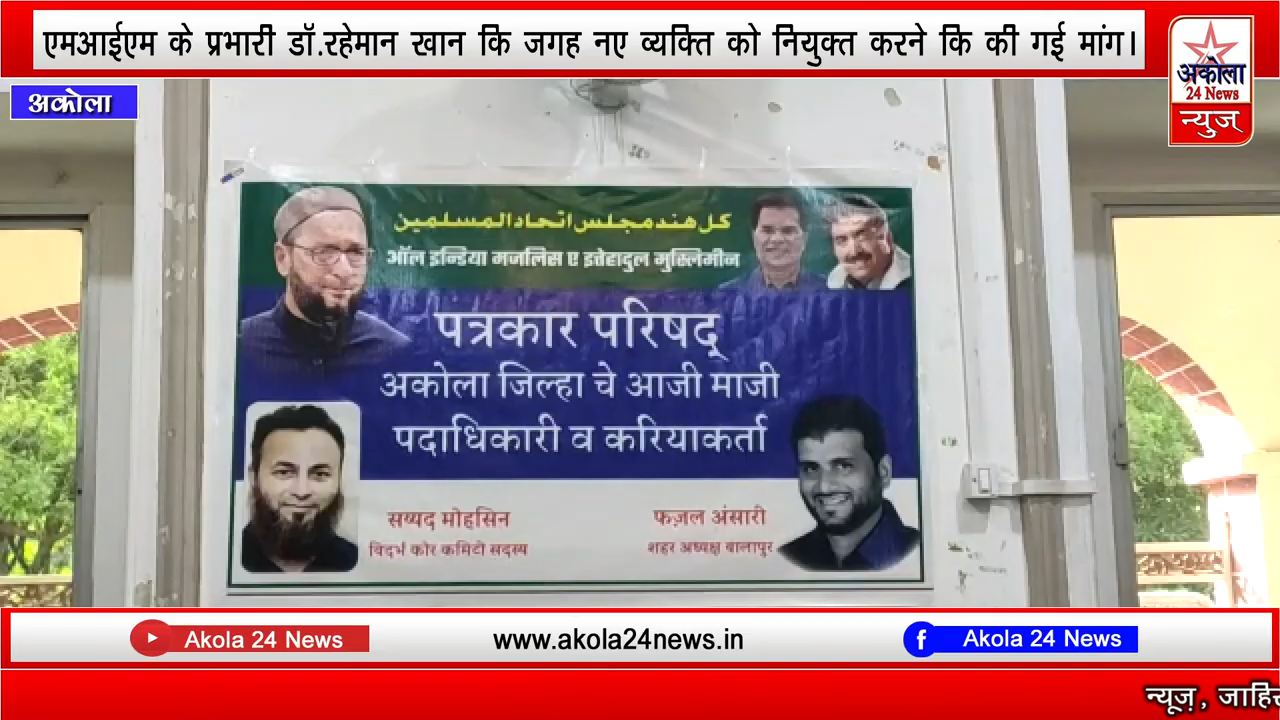 एमआईएम के प्रभारी डॉ.रहेमान खान कि जगह नए व्यक्ति को नियुक्त करने कि की गई मांग।
अकोला
अकोला
24 News
न्युज्
کل ہند مجلس اتحاد المسلمین
ऑल इन्डिया मजलिस ए इत्तेहादुल मुस्लिमीन
पत्रकार परिषद्
अकोला जिल्हा चे आजी माजी
पदाधिकारी व करियाकर्ता
सय्यद मोहसिन
विदर्भ कोर कमिटी सदस्य
फज़ल अंसारी
शहर अध्यक्ष बालापूर
Akola 24 News
www.akola24news.in
Akola 24 News
न्यूज़, जाहिर